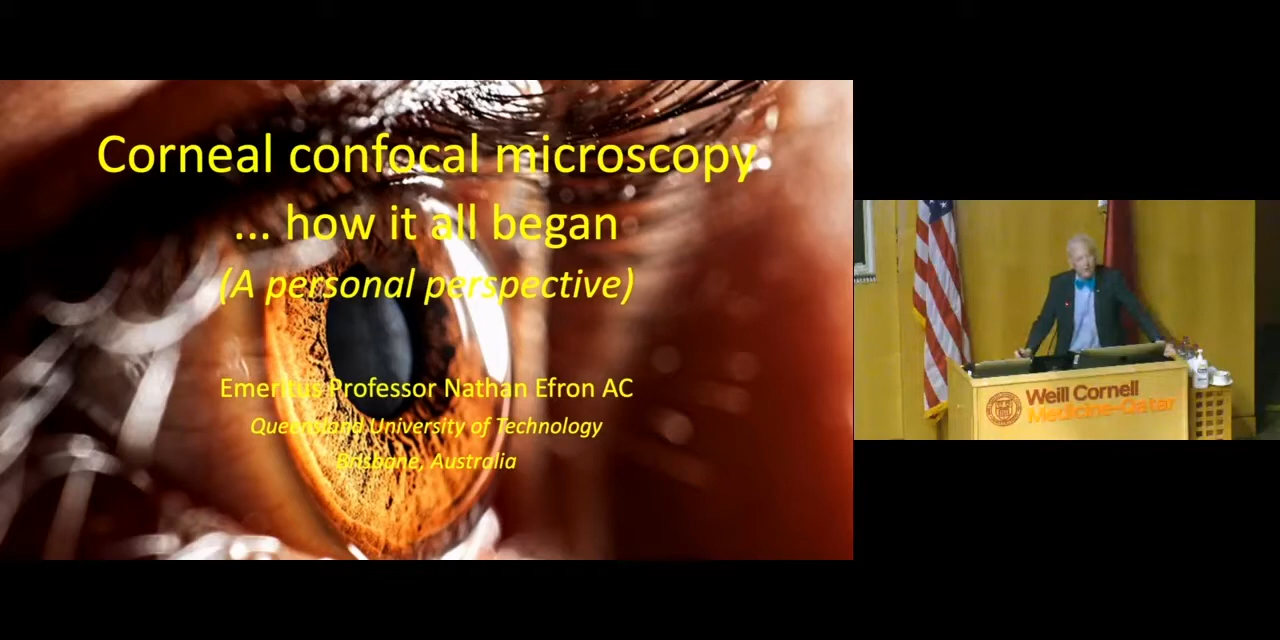 Corneal confocal microscopy
... how it all began
(A personal perspective)
Emeritus Professor Nathan Efron AC
Queensland University of Technology
Brisbane, Australia
Weill Cornell
Medicine-Qatar